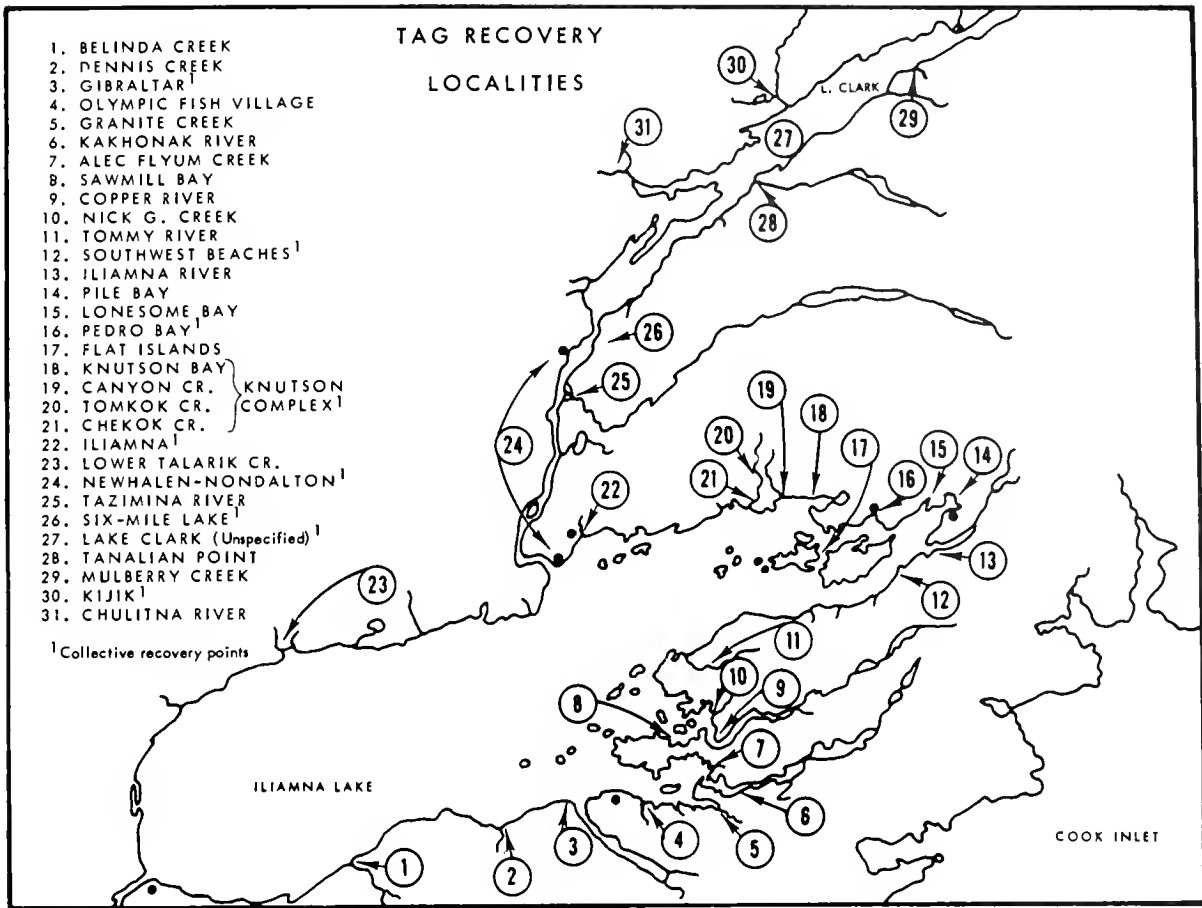 TAG RECOVERY
LOCALITIES
1. BELINDA CREEK
2. DENNIS CREEK
3. GIBRALTAR¹
4. OLYMPIC FISH VILLAGE
5. GRANITE CREEK
6. KAKHONAK RIVER
7. ALEC FLYUM CREEK
8. SAWMILL BAY
9. COPPER RIVER
10. NICK G. CREEK
11. TOMMY RIVER
12. SOUTHWEST BEACHES¹
13. ILIAMNA RIVER
14. PILE BAY
15. LONESOME BAY
16. PEDRO BAY¹
17. FLAT ISLANDS
18. KNUTSON BAY
19. CANYON CR.
20. TOMKOK CR.
21. CHEKOK CR.
KNUTSON
COMPLEX¹
22. ILIAMNA¹
23. LOWER TALARIK CR.
24. NEWHALEN-NONDALTON¹
25. TAZIMINA RIVER
26. SIX-MILE LAKE¹
27. LAKE CLARK (Unspecified)¹
28. TANALIAN POINT
29. MULBERRY CREEK
30. KIJIK¹
31. CHULITNA RIVER
¹Collective recovery points
30
L. CLARK
29
31
27
28
26
25
24
19
18
20
17
15
14
21
16
22
13
23
12
11
10
9
8
7
ILIAMNA LAKE
6
4
5
3
2
1
COOK INLET